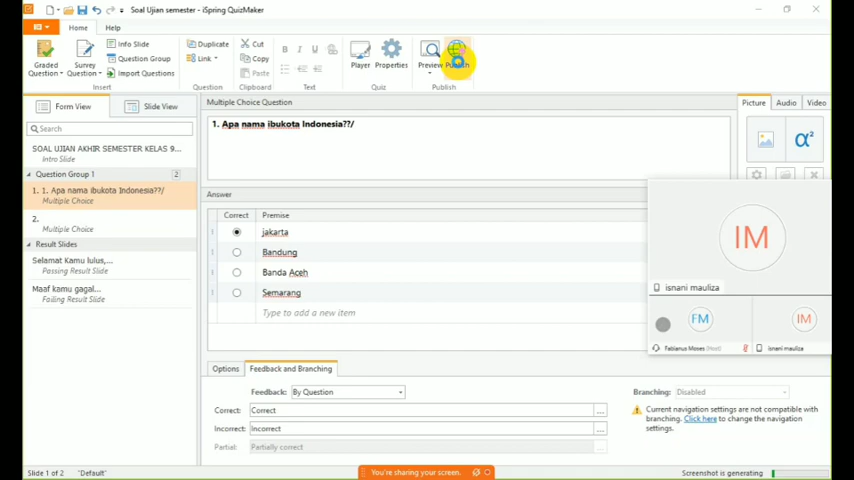 Soal Ujian semester - iSpring QuizMaker
Home Help
Graded Question
Survey Question
Info Slide
Question Group
Import Questions
Insert
Duplicate
Link
Question
Cut
Copy
Paste
Clipboard
B I U
Text
Player
Properties
Quiz
Preview
Publish
Publish
Form View
Slide View
Search
SOAL UJIAN AKHIR SEMESTER KELAS 9...
Intro Slide
Question Group 1 2
1. 1. Apa nama ibukota Indonesia??/
Multiple Choice
2.
Multiple Choice
Result Slides
Selamat Kamu lulus,...
Passing Result Slide
Maaf kamu gagal...
Failing Result Slide
Multiple Choice Question
1. Apa nama ibukota Indonesia??/
Answer
Correct Premise
jakarta
Bandung
Banda Aceh
Semarang
Type to add a new item
Options
Feedback and Branching
Feedback: By Question
Correct: Correct ...
Incorrect: Incorrect ...
Partial: Partially correct ...
Branching: Disabled
Current navigation settings are not compatible with
branching. Click here to change the navigation
settings.
Picture Audio Video
α²
IM
isnani mauliza
FM
Fabianus Moses (Host)
IM
isnani mauliza
Slide 1 of 2 "Default"
You're sharing your screen.
Screenshot is generating